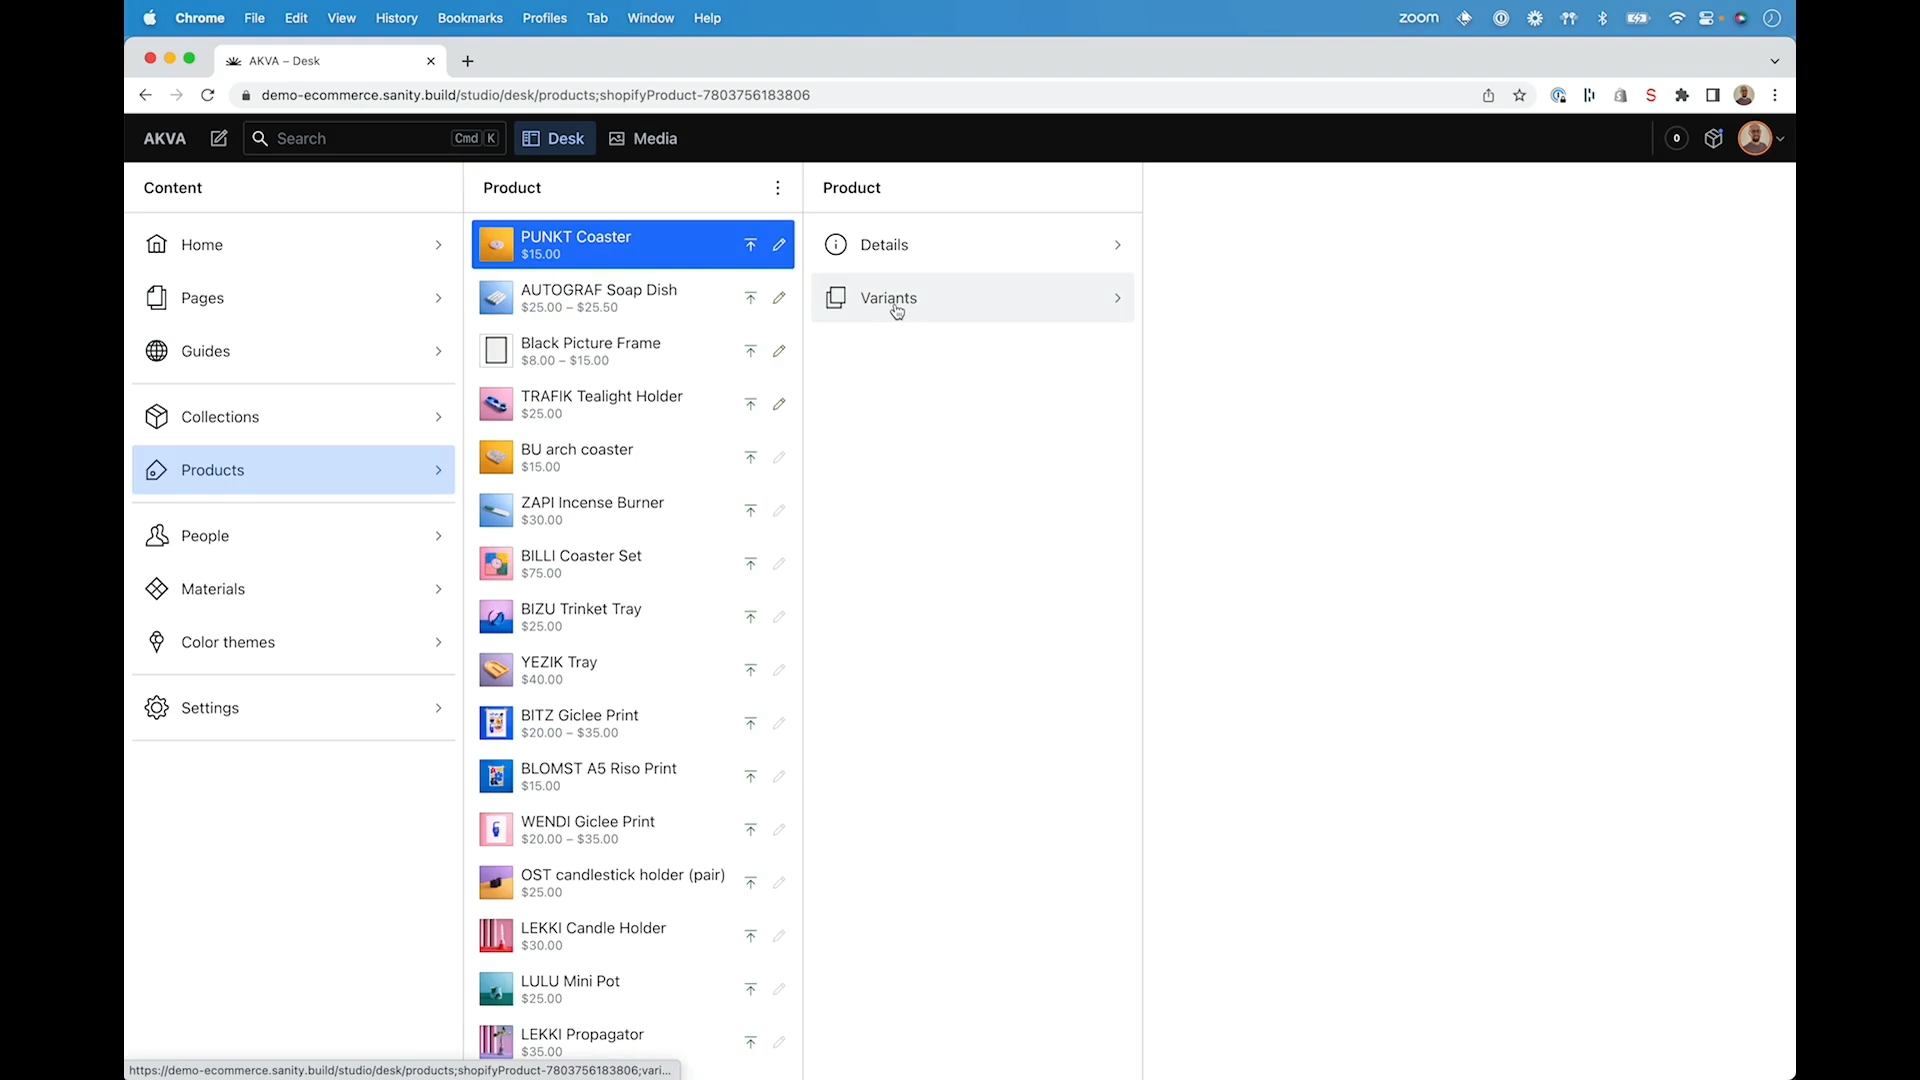 Chrome File Edit View History Bookmarks Profiles Tab Window Help
zoom
AKVA – Desk
demo-ecommerce.sanity.build/studio/desk/products;shopifyProduct-7803756183806
S
AKVA
Search
Cmd K
Desk
Media
0
Content
Home
Pages
Guides
Collections
Products
People
Materials
Color themes
Settings
Product
PUNKT Coaster
$15.00
AUTOGRAF Soap Dish
$25.00 – $25.50
Black Picture Frame
$8.00 – $15.00
TRAFIK Tealight Holder
$25.00
BU arch coaster
$15.00
ZAPI Incense Burner
$30.00
BILLI Coaster Set
$75.00
BIZU Trinket Tray
$25.00
YEZIK Tray
$40.00
BITZ Giclee Print
$20.00 – $35.00
BLOMST A5 Riso Print
$15.00
WENDI Giclee Print
$20.00 – $35.00
OST candlestick holder (pair)
$25.00
LEKKI Candle Holder
$30.00
LULU Mini Pot
$25.00
LEKKI Propagator
$35.00
Product
Details
Variants
https://demo-ecommerce.sanity.build/studio/desk/products;shopifyProduct-7803756183806;vari...